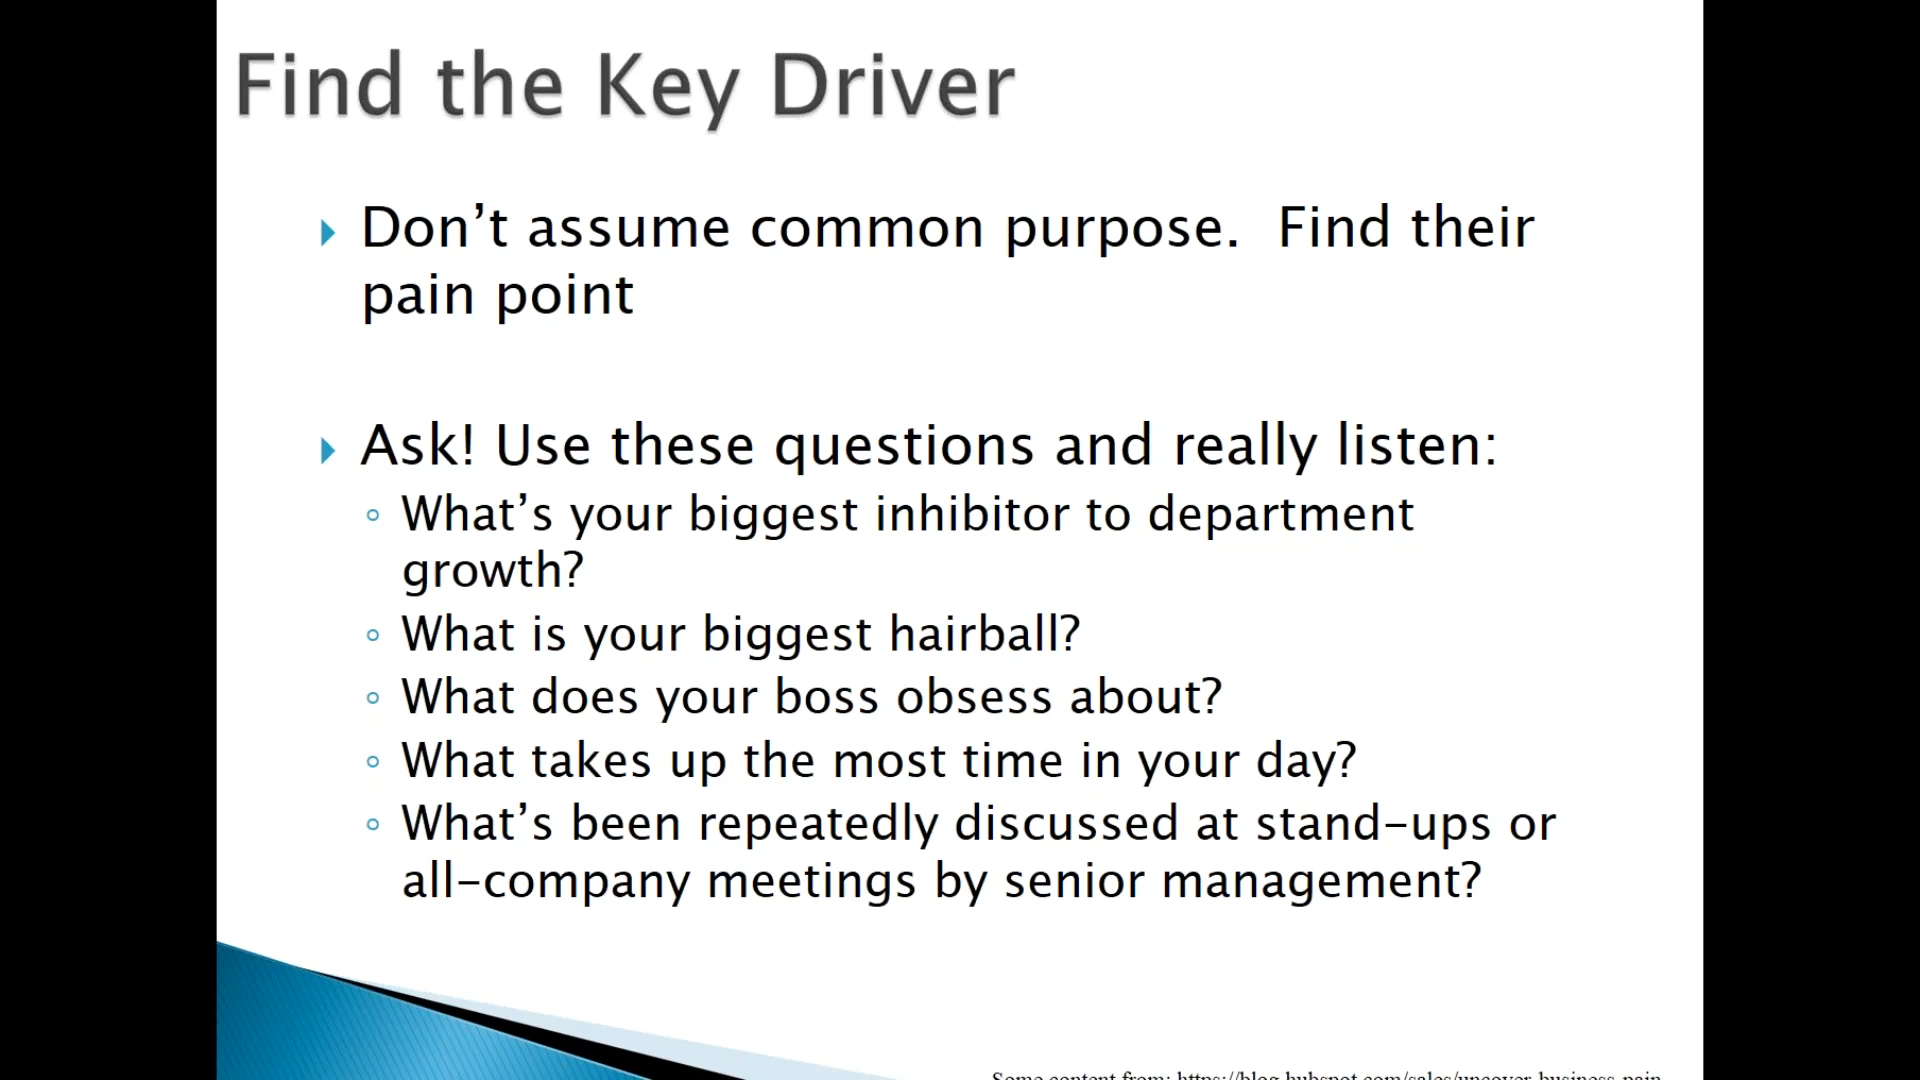 Find the Key Driver
Don’t assume common purpose.  Find their
pain point
Ask! Use these questions and really listen:
What’s your biggest inhibitor to department
growth?
What is your biggest hairball?
What does your boss obsess about?
What takes up the most time in your day?
What’s been repeatedly discussed at stand-ups or
all-company meetings by senior management?
Some content from: https://blog.hubspot.com/sales/uncover-business-pain